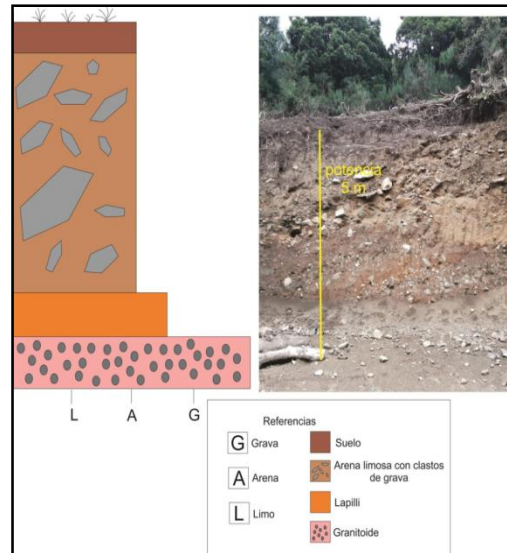 potencia
5 m
L A G
Referencias
G Grava
A Arena
L Limo
Suelo
Arena limosa con clastos
de grava
Lapilli
Granitoide